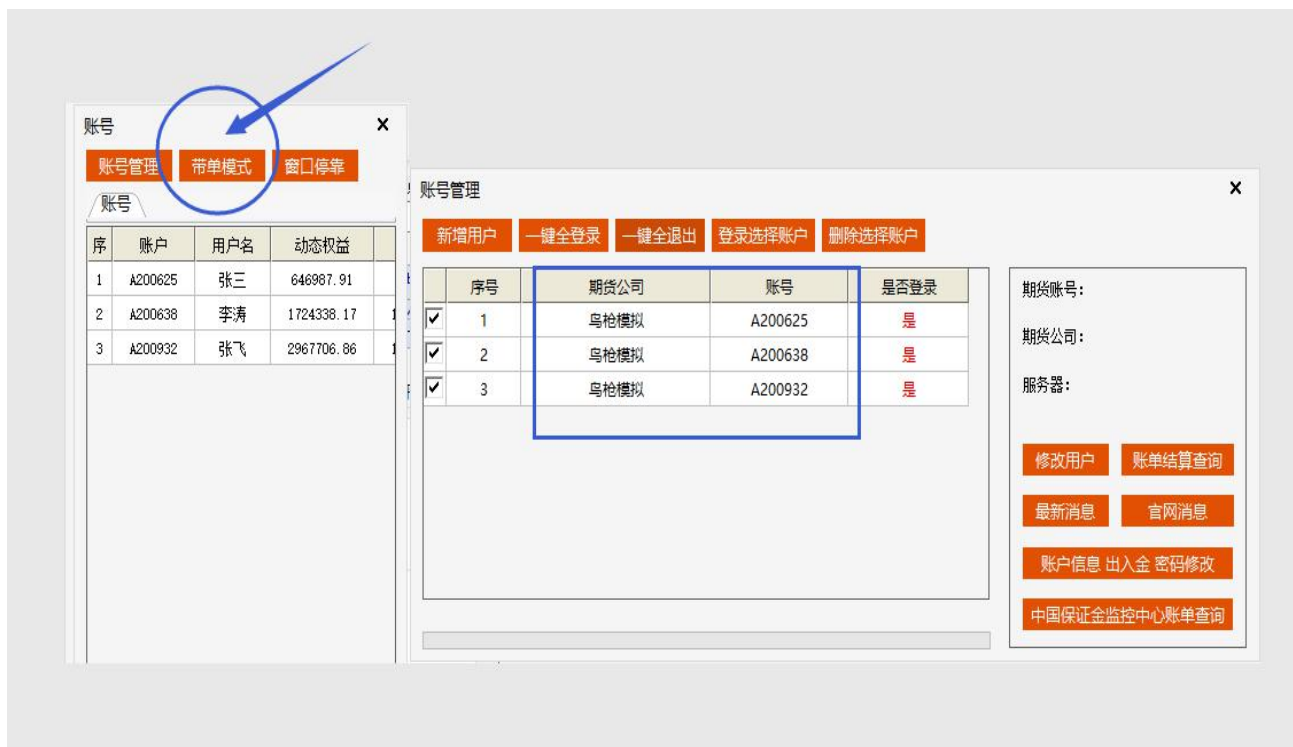 账号
账号管理 带单模式 窗口停靠
账号
序 账户 用户名 动态权益
1 A200625 张三 646987.91
2 A200638 李涛 1724338.17
3 A200932 张飞 2967706.86
账号管理
新增用户 一键全登录 一键全退出 登录选择账户 删除选择账户
序号 期货公司 账号 是否登录
1 鸟枪模拟 A200625 是
2 鸟枪模拟 A200638 是
3 鸟枪模拟 A200932 是
期货账号：
期货公司：
服务器：
修改用户 账单结算查询
最新消息 官网消息
账户信息 出入金 密码修改
中国保证金监控中心账单查询